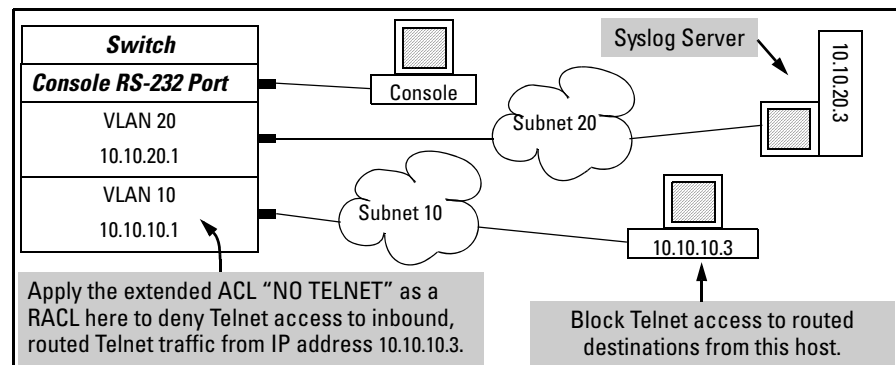 Switch
Console RS-232 Port
VLAN 20
10.10.20.1
VLAN 10
10.10.10.1
Console
Subnet 20
Subnet 10
Syslog Server
10.10.20.3
10.10.10.3
Apply the extended ACL “NO TELNET” as a
RACL here to deny Telnet access to inbound,
routed Telnet traffic from IP address 10.10.10.3.
Block Telnet access to routed
destinations from this host.